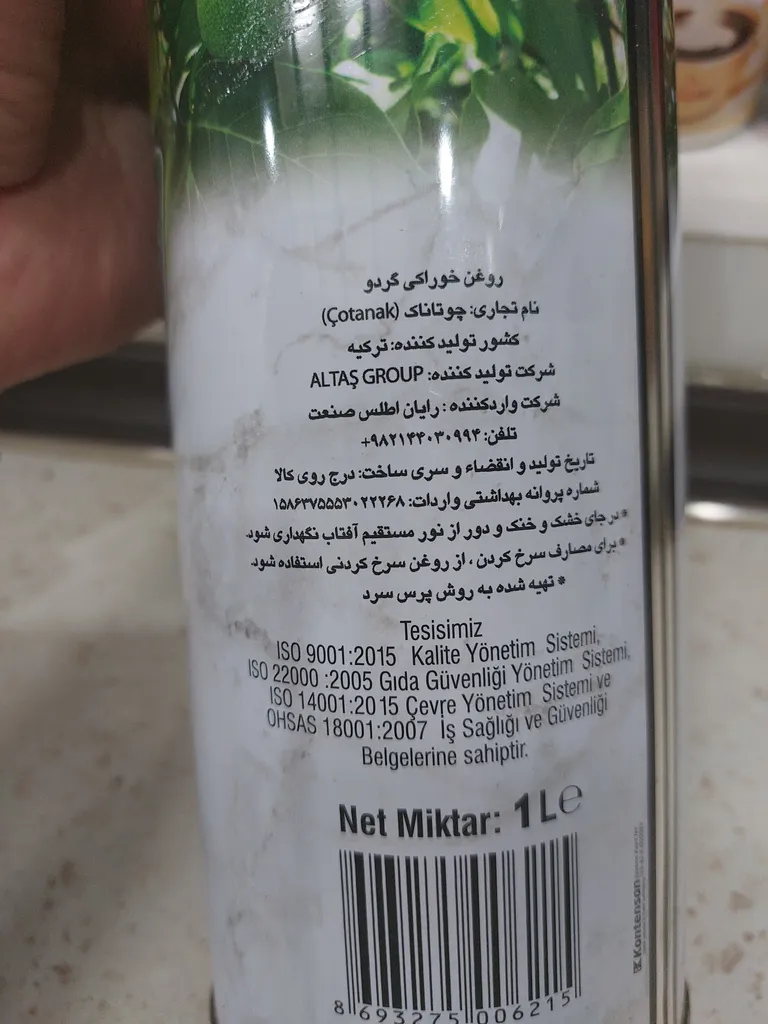 روغن خوراکی گردو
نام تجاری: چوتاناک (Çotanak)
کشور تولید کننده: ترکیه
شرکت تولید کننده: ALTAŞ GROUP
شرکت واردکننده : رایان اطلس صنعت
تلفن: ۹۸۲۱۴۴۰۳۰۹۹۴+
تاریخ تولید و انقضاء و سری ساخت: درج روی کالا
شماره پروانه بهداشتی واردات: ۱۵۸۶۳۷۵۵۵۳۰۲۲۲۶۸
*در جای خشک و خنک و دور از نور مستقیم آفتاب نگهداری شود.
*برای مصارف سرخ کردن ، از روغن سرخ کردنی استفاده شود.
* تهیه شده به روش پرس سرد
Tesisimiz
ISO 9001:2015 Kalite Yönetim Sistemi,
ISO 22000 :2005 Gıda Güvenliği Yönetim Sistemi,
ISO 14001:2015 Çevre Yönetim Sistemi ve
OHSAS 18001:2007 İş Sağlığı ve Güvenliği
Belgelerine sahiptir.
Net Miktar: 1 L e
8 693275 006215
Kontenson